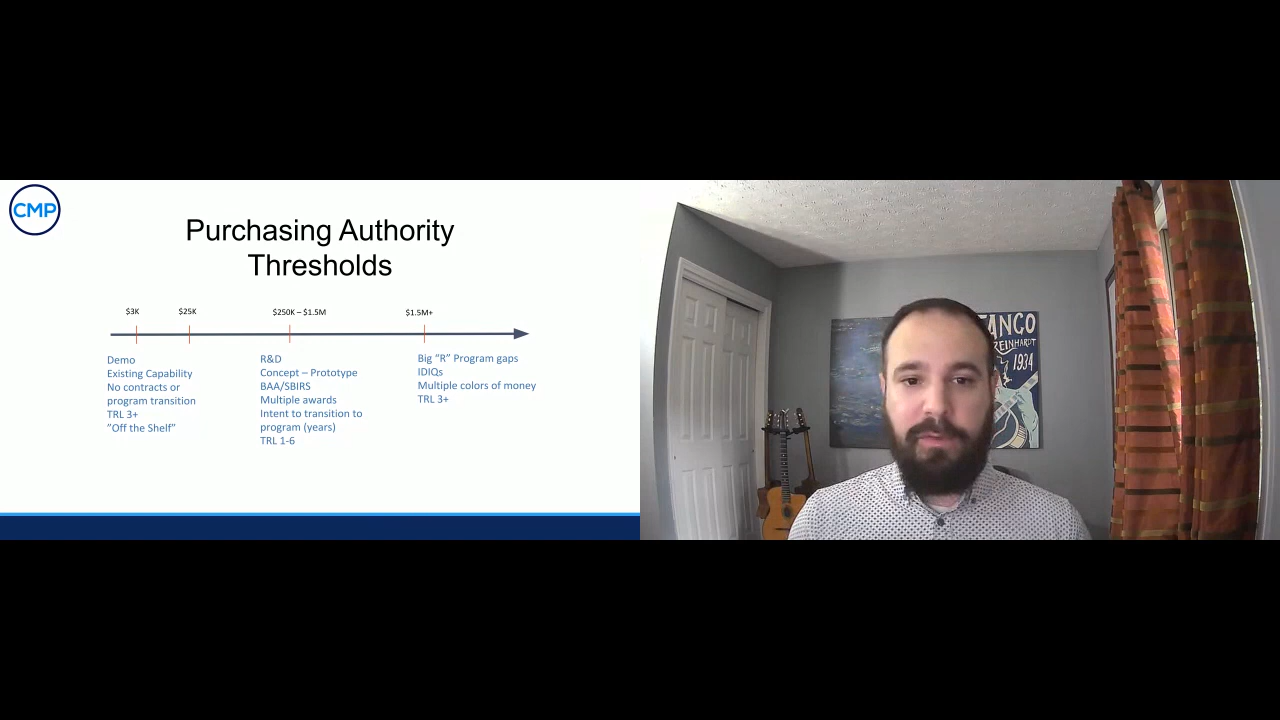 CMP
Purchasing Authority
Thresholds
$3K
$25K
$250K – $1.5M
$1.5M+
Demo
Existing Capability
No contracts or
program transition
TRL 3+
”Off the Shelf”
R&D
Concept – Prototype
BAA/SBIRS
Multiple awards
Intent to transition to
program (years)
TRL 1-6
Big “R” Program gaps
IDIQs
Multiple colors of money
TRL 3+
ANGO
REINHARDT
1934